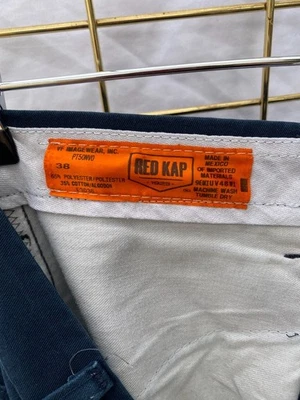 VF IMAGEWEAR, INC.
PT50NVO
38
65% POLYESTER/POLYESTER
35% COTTON/ALGODON
RED KAP
MADE IN
MEXICO
OF IMPORTED
MATERIALS
MACHINE WASH
TUMBLE DRY